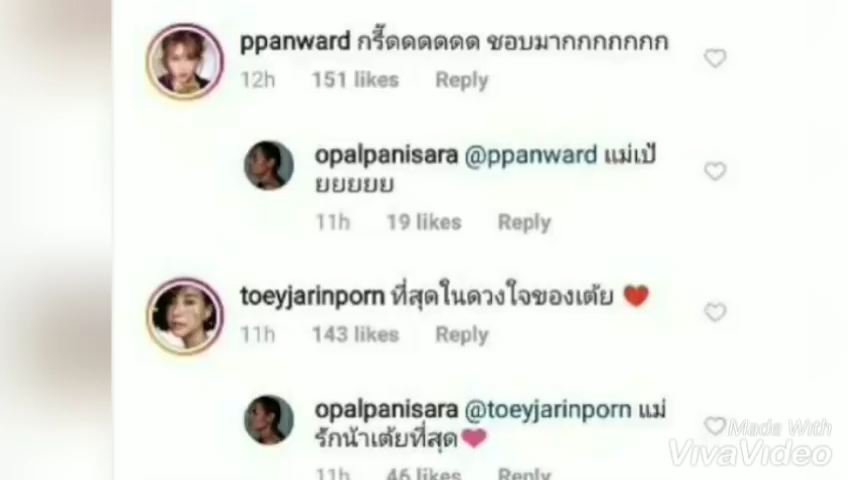 ppanward กรี๊ดดดดดด ชอบมากกกกกกก
12h 151 likes Reply
opalpanisara @ppanward แม่เป้
ยยยยย
11h 19 likes Reply
toeyjarinporn ที่สุดในดวงใจของเต้ย ❤️
11h 143 likes Reply
opalpanisara @toeyjarinporn แม่
รักน้าเต้ยที่สุด💗
11h 46 likes Reply
Made With
VivaVideo